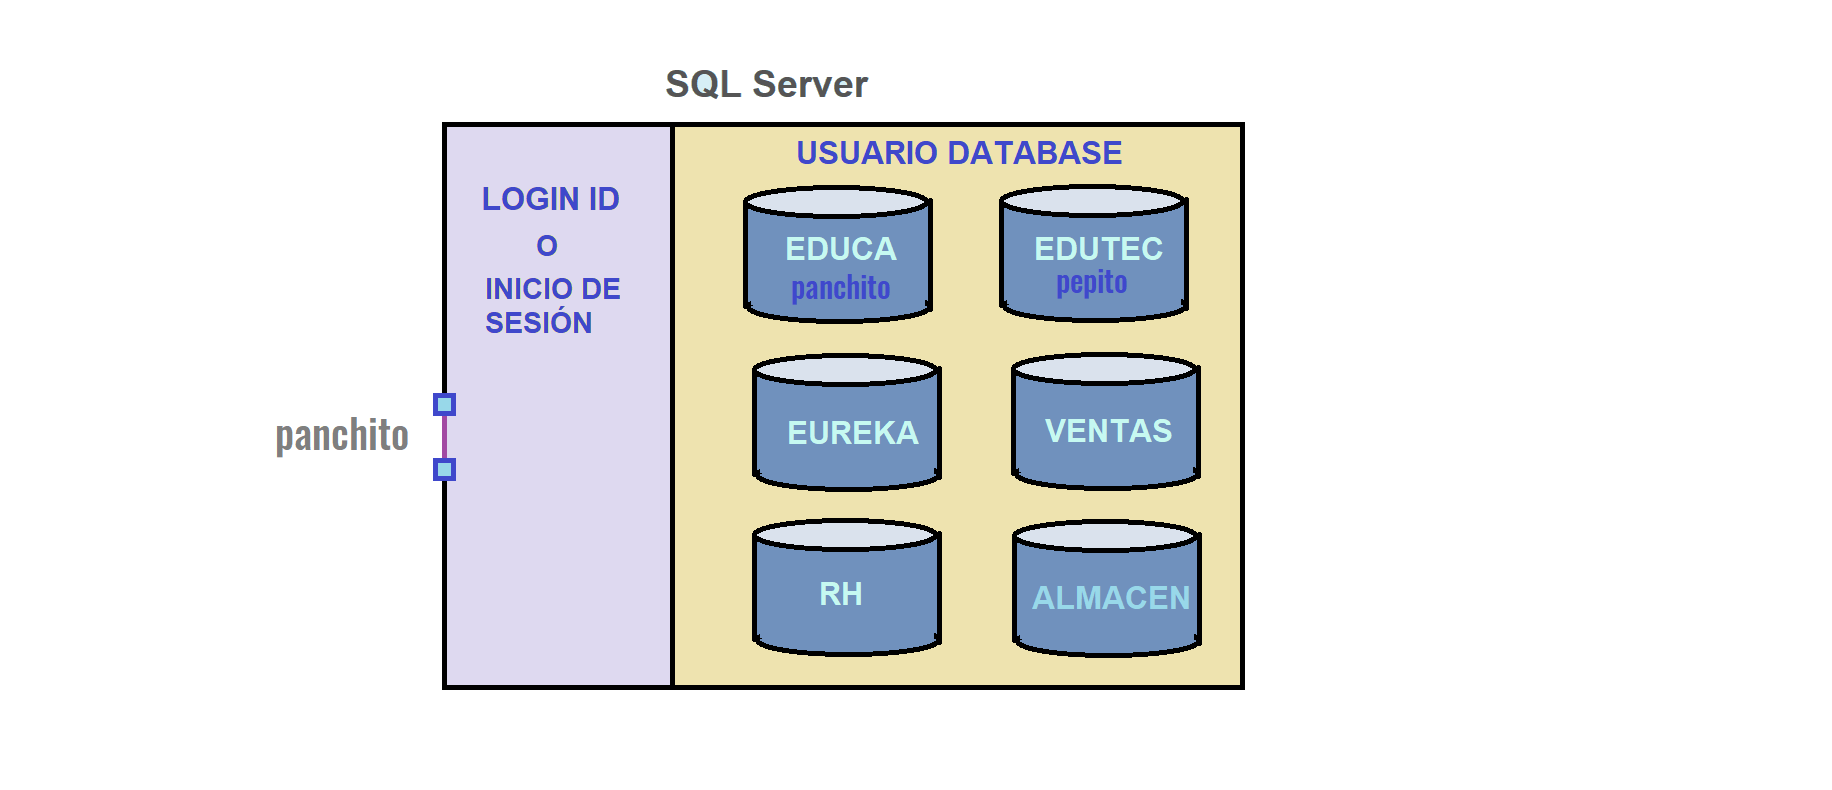 SQL Server
LOGIN ID
O
INICIO DE
SESIÓN
panchito
USUARIO DATABASE
EDUCA
panchito
EDUTEC
pepito
EUREKA
VENTAS
RH
ALMACEN